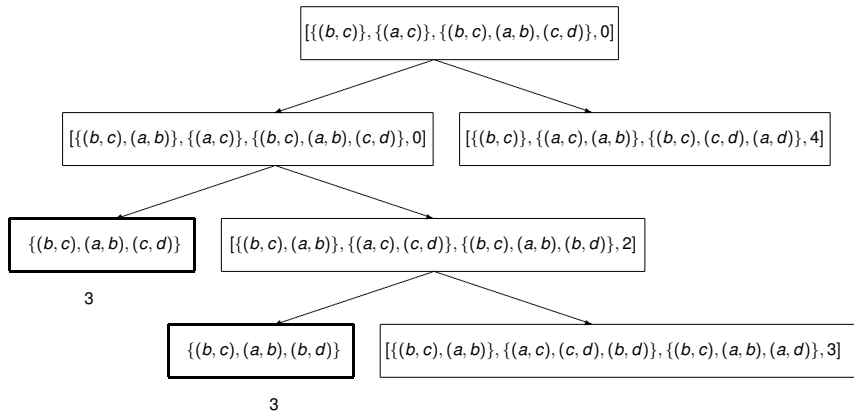 [{(b, c)}, {(a, c)}, {(b, c), (a, b), (c, d)}, 0]
[{(b, c), (a, b)}, {(a, c)}, {(b, c), (a, b), (c, d)}, 0]
[{(b, c)}, {(a, c), (a, b)}, {(b, c), (c, d), (a, d)}, 4]
{(b, c), (a, b), (c, d)}
[{(b, c), (a, b)}, {(a, c), (c, d)}, {(b, c), (a, b), (b, d)}, 2]
3
{(b, c), (a, b), (b, d)}
[{(b, c), (a, b)}, {(a, c), (c, d), (b, d)}, {(b, c), (a, b), (a, d)}, 3]
3